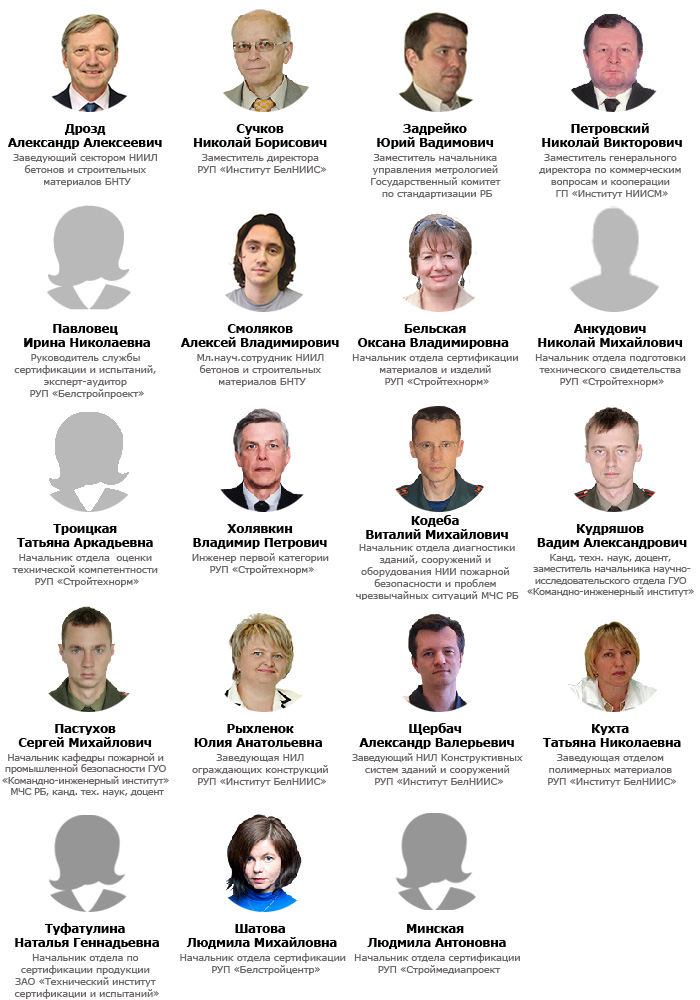 Дрозд
Александр Алексеевич
Заведующий сектором НИИЛ
бетонов и строительных
материалов БНТУ
Сучков
Николай Борисович
Заместитель директора
РУП «Институт БелНИИС»
Задрейко
Юрий Вадимович
Заместитель начальника
управления метрологией
Государственный комитет
по стандартизации РБ
Петровский
Николай Викторович
Заместитель генерального
директора по коммерческим
вопросам и кооперации
ГП «Институт НИИСМ»
Павловец
Ирина Николаевна
Руководитель службы
сертификации и испытаний,
эксперт-аудитор
РУП «Белстройпроект»
Смоляков
Алексей Владимирович
Мл.науч.сотрудник НИИЛ
бетонов и строительных
материалов БНТУ
Бельская
Оксана Владимировна
Начальник отдела сертификации
материалов и изделий
РУП «Стройтехнорм»
Анкудович
Николай Михайлович
Начальник отдела подготовки
технического свидетельства
РУП «Стройтехнорм»
Троицкая
Татьяна Аркадьевна
Начальник отдела оценки
технической компетентности
РУП «Стройтехнорм»
Холявкин
Владимир Петрович
Инженер первой категории
РУП «Стройтехнорм»
Кодеба
Виталий Михайлович
Начальник отдела диагностики
зданий, сооружений и
оборудования НИИ пожарной
безопасности и проблем
чрезвычайных ситуаций МЧС РБ
Кудряшов
Вадим Александрович
Канд. техн. наук, доцент,
заместитель начальника научно-
исследовательского отдела ГУО
«Командно-инженерный институт»
Пастухов
Сергей Михайлович
Начальник кафедры пожарной и
промышленной безопасности ГУО
«Командно-инженерный институт»
МЧС РБ, канд. тех. наук, доцент
Рыхленок
Юлия Анатольевна
Заведующая НИЛ
ограждающих конструкций
РУП «Институт БелНИИС»
Щербач
Александр Валерьевич
Заведующий НИЛ Конструктивных
систем зданий и сооружений
РУП «Институт БелНИИС»
Кухта
Татьяна Николаевна
Заведующая отделом
полимерных материалов
РУП «Институт БелНИИС»
Туфатулина
Наталья Геннадьевна
Начальник отдела по
сертификации продукции
ЗАО «Технический институт
сертификации и испытаний»
Шатова
Людмила Михайловна
Начальник отдела сертификации
РУП «Белстройцентр»
Минская
Людмила Антоновна
Начальник отдела сертификации
РУП «Строймедиапроект